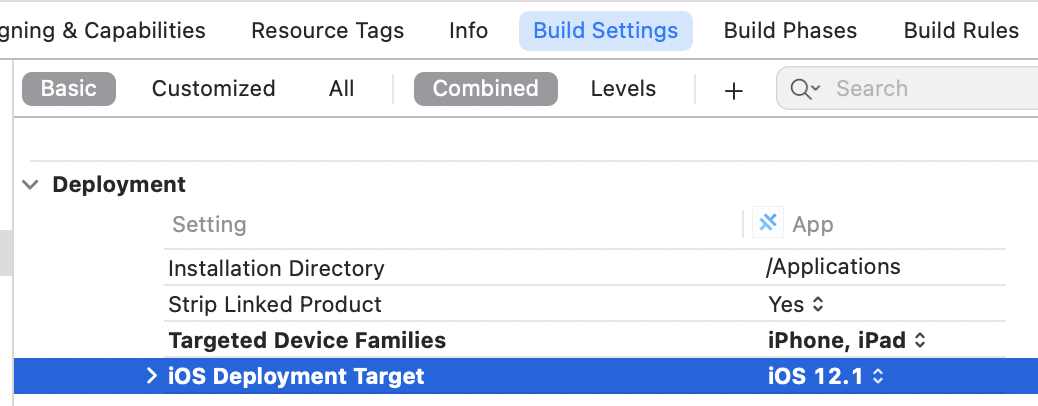 gning & Capabilities Resource Tags Info Build Settings Build Phases Build Rules
Basic Customized All Combined Levels + Search
Deployment
Setting App
Installation Directory /Applications
Strip Linked Product Yes
Targeted Device Families iPhone, iPad
iOS Deployment Target iOS 12.1